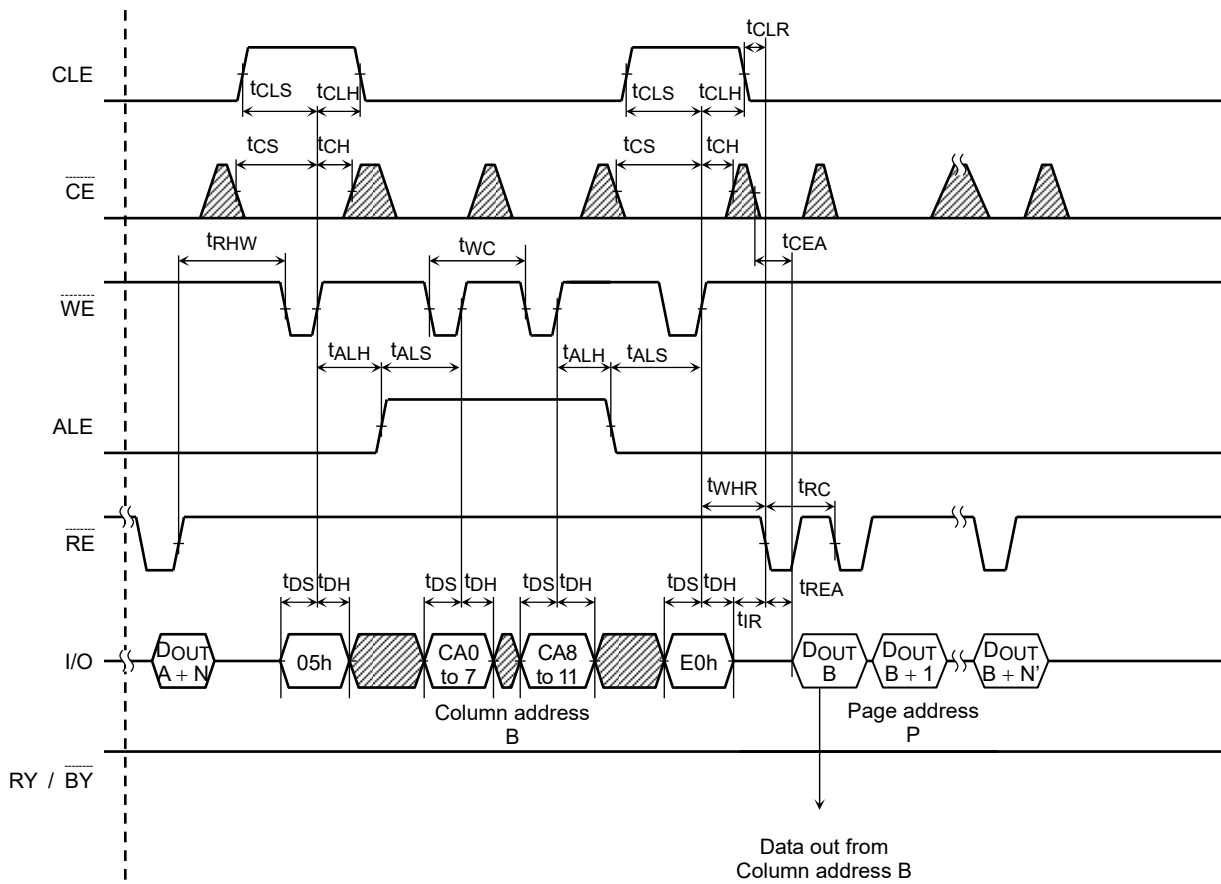 tCLR
CLE
tCLS tCLH tCLS tCLH
tCS tCH tCS tCH
CE
tRHW tWC tCEA
WE
tALH tALS tALH tALS
ALE
tWHR tRC
RE
tDS tDH tDS tDH tDS tDH tDS tDH tREA
tIR
I/O
DOUT
A + N
05h
CA0
to 7
CA8
to 11
E0h
DOUT
B
DOUT
B + 1
DOUT
B + N’
Column address
B
Page address
P
RY / BY
Data out from
Column address B